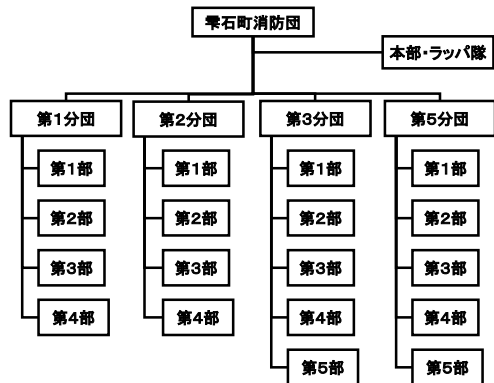 雫石町消防団
本部・ラッパ隊
第1分団
第2分団
第3分団
第5分団
第1部
第2部
第3部
第4部
第1部
第2部
第3部
第4部
第1部
第2部
第3部
第4部
第5部
第1部
第2部
第3部
第4部
第5部